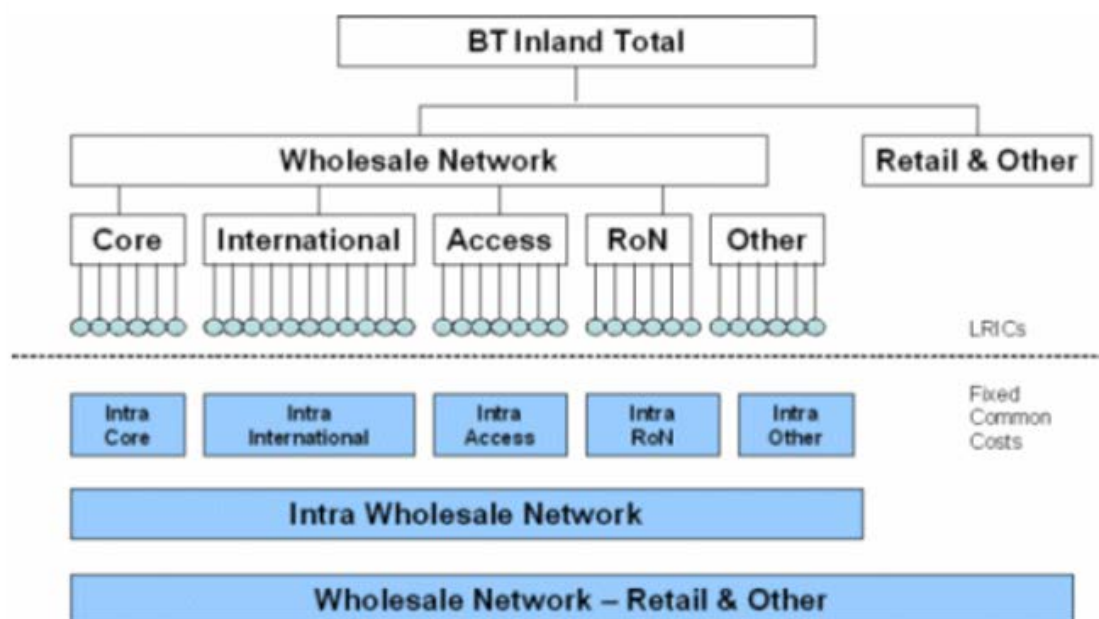 BT Inland Total
Wholesale Network
Retail & Other
Core
International
Access
RoN
Other
LRICs
Intra
Core
Intra
International
Intra
Access
Intra
RoN
Intra
Other
Fixed
Common
Costs
Intra Wholesale Network
Wholesale Network – Retail & Other